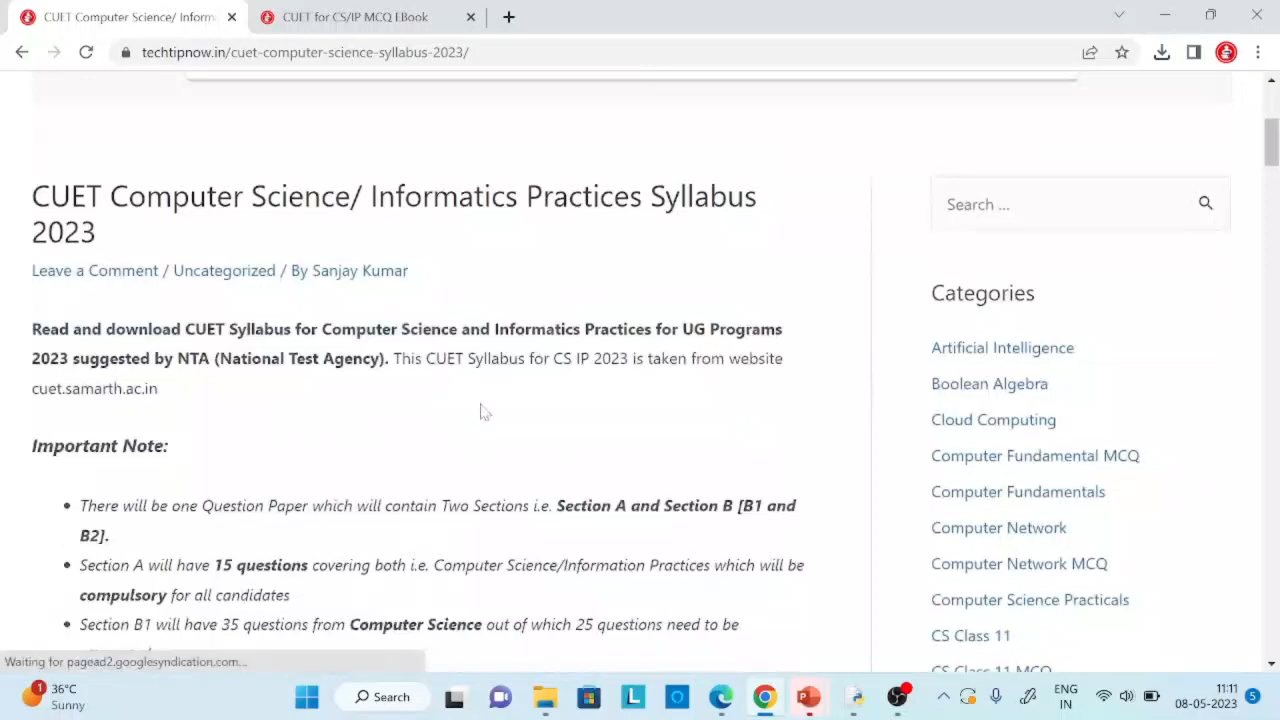 CUET Computer Science/ Inform
CUET for CS/IP MCQ EBook
techtipnow.in/cuet-computer-science-syllabus-2023/
CUET Computer Science/ Informatics Practices Syllabus
2023
Leave a Comment / Uncategorized / By Sanjay Kumar
Read and download CUET Syllabus for Computer Science and Informatics Practices for UG Programs
2023 suggested by NTA (National Test Agency). This CUET Syllabus for CS IP 2023 is taken from website
cuet.samarth.ac.in
Important Note:
There will be one Question Paper which will contain Two Sections i.e. Section A and Section B [B1 and
B2].
Section A will have 15 questions covering both i.e. Computer Science/Information Practices which will be
compulsory for all candidates
Section B1 will have 35 questions from Computer Science out of which 25 questions need to be
Search ...
Categories
Artificial Intelligence
Boolean Algebra
Cloud Computing
Computer Fundamental MCQ
Computer Fundamentals
Computer Network
Computer Network MCQ
Computer Science Practicals
CS Class 11
CS Class 11 MCQ
Waiting for pagead2.googlesyndication.com...
1
36°C
Sunny
Search
ENG
IN
11:11
08-05-2023
5